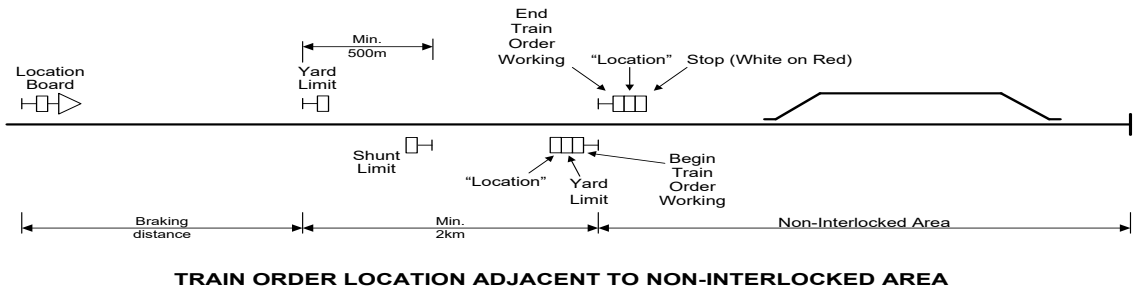 End
Train
Order
Working
"Location"
Stop (White on Red)
Min.
500m
Location
Board
Yard
Limit
Shunt
Limit
"Location"
Yard
Limit
Begin
Train
Order
Working
Braking
distance
Min.
2km
Non-Interlocked Area
TRAIN ORDER LOCATION ADJACENT TO NON-INTERLOCKED AREA